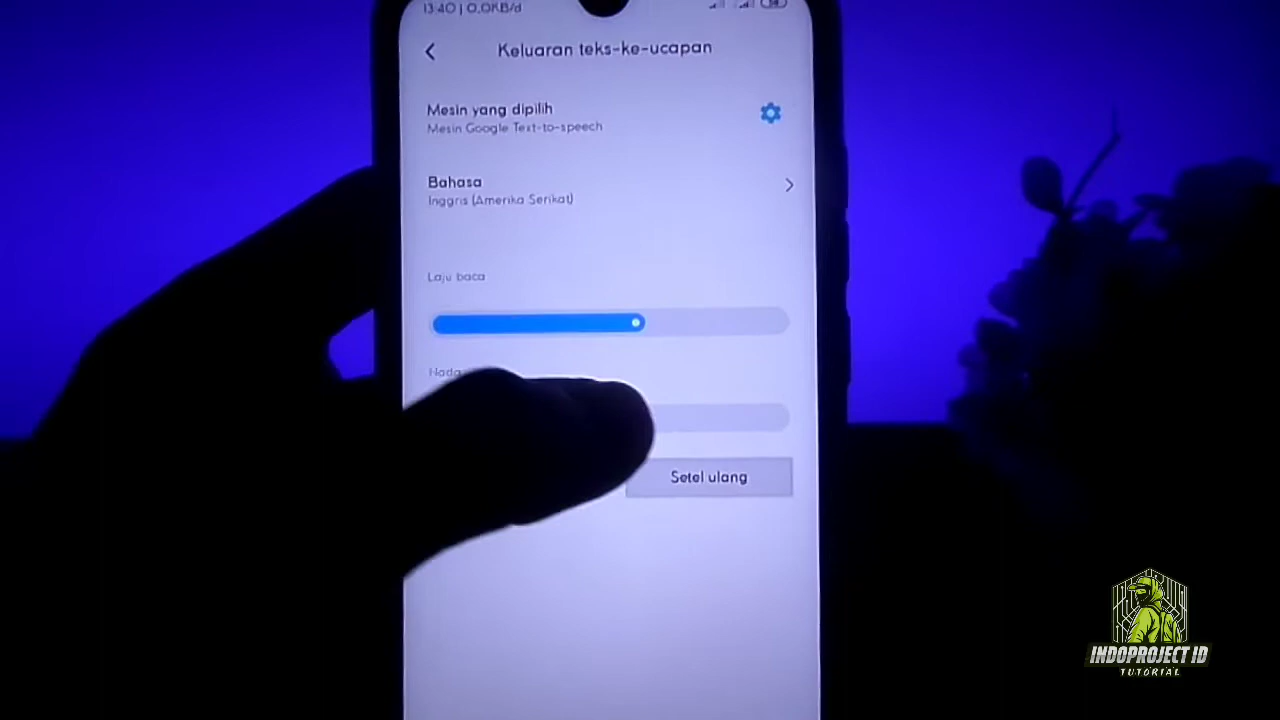 13.40 | 0,0KB/d
Keluaran teks-ke-ucapan
Mesin yang dipilih
Mesin Google Text-to-speech
Bahasa
Inggris (Amerika Serikat)
Laju baca
Nada
Setel ulang
INDOPROJECT ID
TUTORIAL